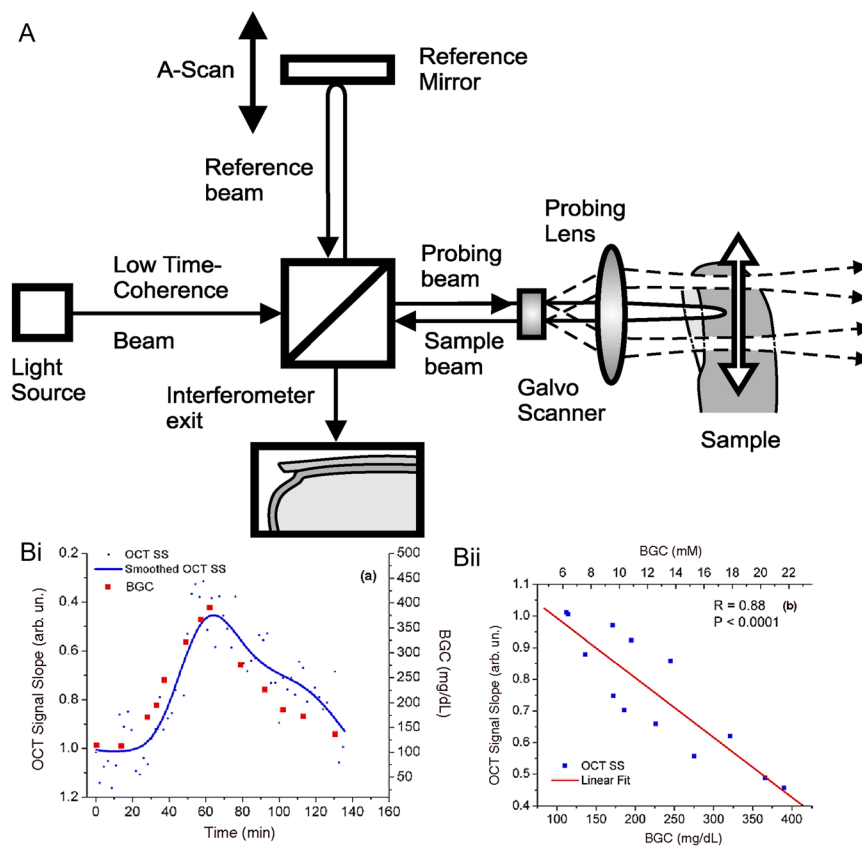 A
A-Scan
Reference
Mirror
Reference
beam
Low Time-
Coherence
Beam
Light
Source
Probing
beam
Sample
beam
Probing
Lens
Galvo
Scanner
Sample
Interferometer
exit
Bi
OCT SS
Smoothed OCT SS
BGC
(a)
OCT Signal Slope (arb. un.)
0.2
0.4
0.6
0.8
1.0
1.2
0 20 40 60 80 100 120 140 160
Time (min)
500
450
400
350
300
250
200
150
100
50
BGC (mg/dL)
Bii
BGC (mM)
6 8 10 12 14 16 18 20 22
R = 0.88 (b)
P < 0.0001
OCT Signal Slope (arb. un.)
1.1
1.0
0.9
0.8
0.7
0.6
0.5
0.4
OCT SS
Linear Fit
100 150 200 250 300 350 400
BGC (mg/dL)